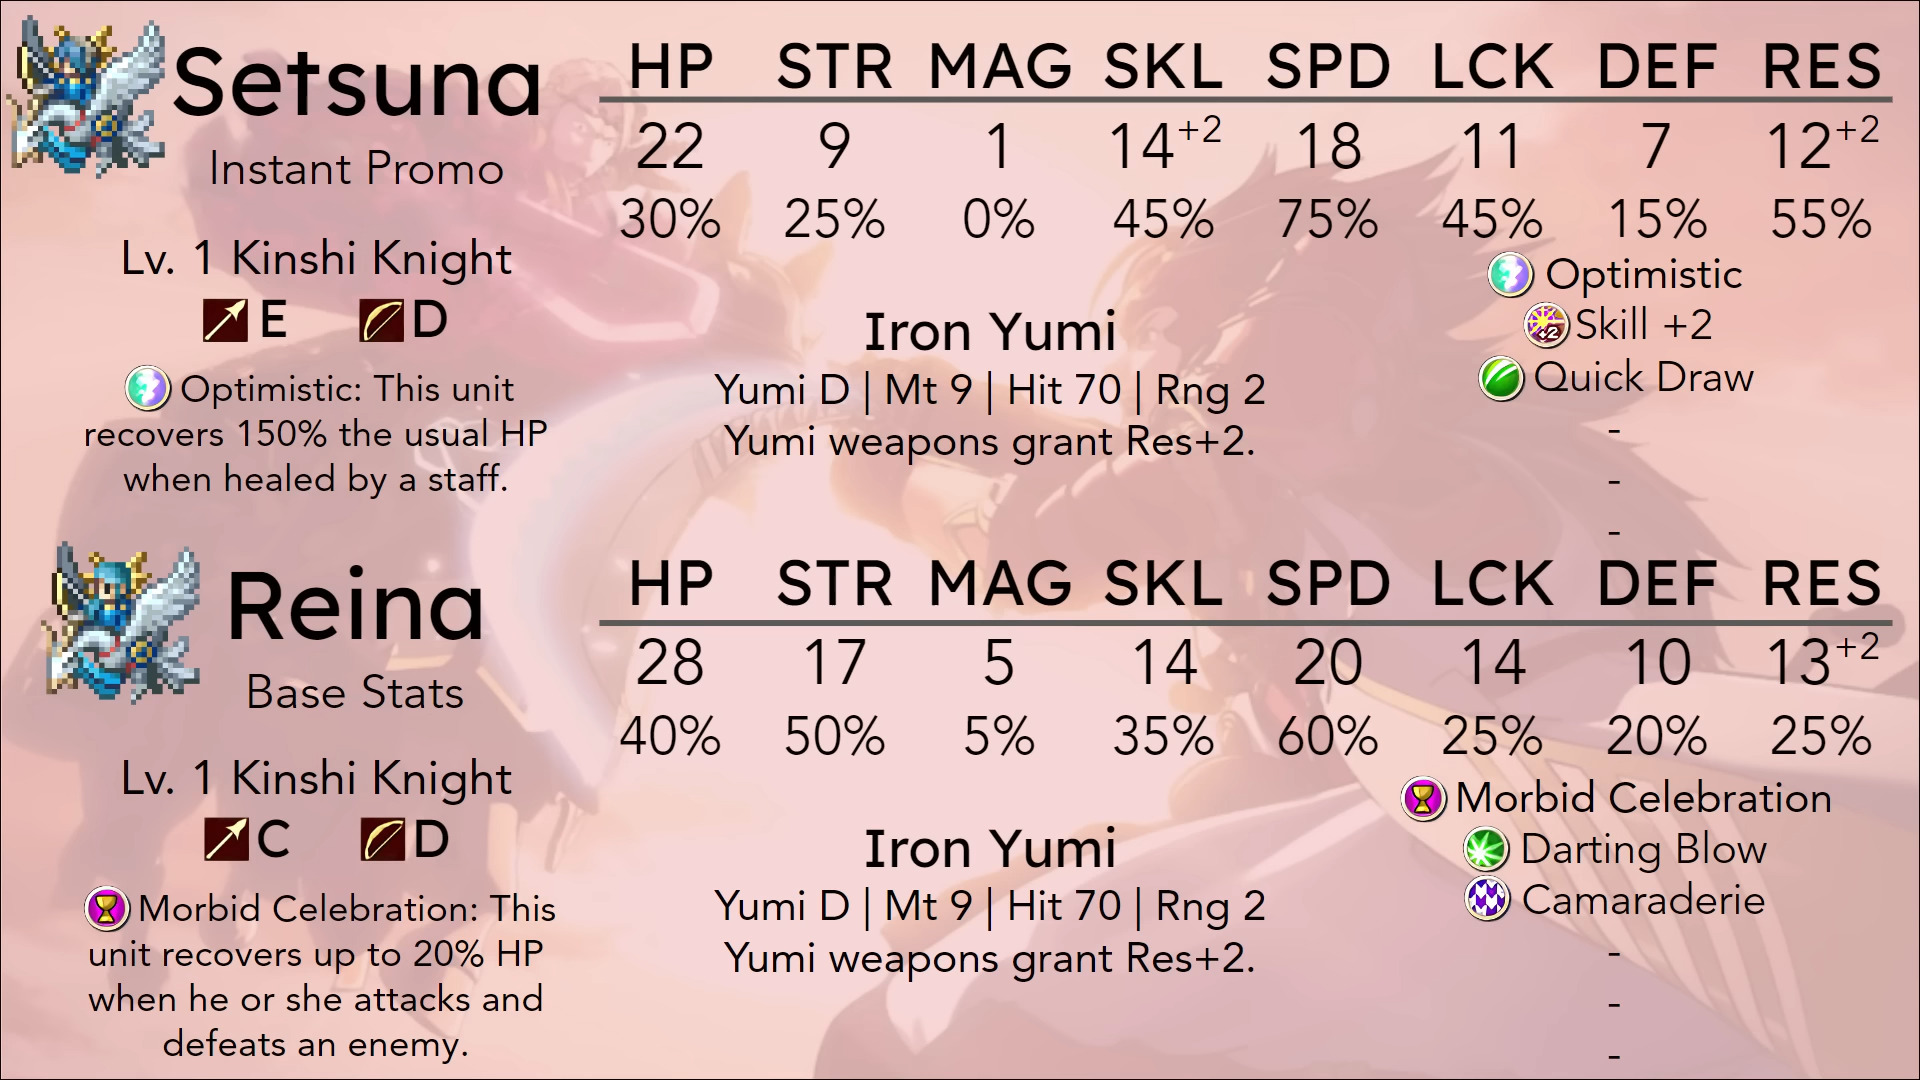 Setsuna
Instant Promo
Lv. 1 Kinshi Knight
E D
Optimistic: This unit
recovers 150% the usual HP
when healed by a staff.
HP STR MAG SKL SPD LCK DEF RES
22 9 1 14+2 18 11 7 12+2
30% 25% 0% 45% 75% 45% 15% 55%
Iron Yumi
Yumi D | Mt 9 | Hit 70 | Rng 2
Yumi weapons grant Res+2.
Optimistic
+2 Skill +2
Quick Draw
-
-
-
Reina
Base Stats
Lv. 1 Kinshi Knight
C D
Morbid Celebration: This
unit recovers up to 20% HP
when he or she attacks and
defeats an enemy.
HP STR MAG SKL SPD LCK DEF RES
28 17 5 14 20 14 10 13+2
40% 50% 5% 35% 60% 25% 20% 25%
Iron Yumi
Yumi D | Mt 9 | Hit 70 | Rng 2
Yumi weapons grant Res+2.
Morbid Celebration
Darting Blow
Camaraderie
-
-
-